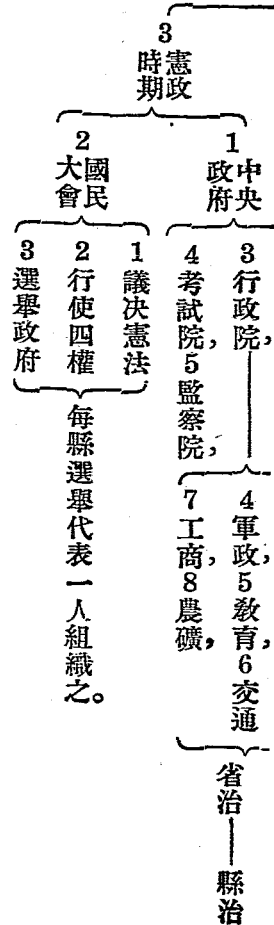 3憲政時期
1中央政府
3行政院,
4軍政,5教育,6交通
4考試院,5監察院,
7工商,8農礦,
省治——縣治
2國民大會
1議決憲法
2行使四權
3選舉政府
每縣選舉代表一人組織之。